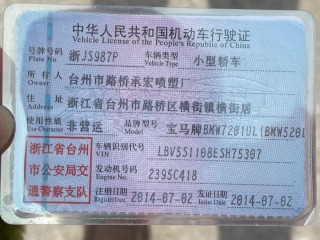 中华人民共和国机动车行驶证
Vehicle License of the People's Republic of China
号牌号码 Plate No. 浙JS987P 车辆类型 Vehicle Type 小型轿车
所有人 Owner 台州市路桥承宏喷塑厂
住址 Address 浙江省台州市路桥区横街镇横街居
使用性质 Use Character 非营运 品牌型号 Model 宝马牌BMW7201UL(BMW520i
浙江省台州市公安局交通警察支队
车辆识别代号 VIN LBV5S1108ESH75307
发动机号码 Engine No. 2395C418
注册日期 Register Date 2014-07-02 发证日期 Issue Date 2014-07-02